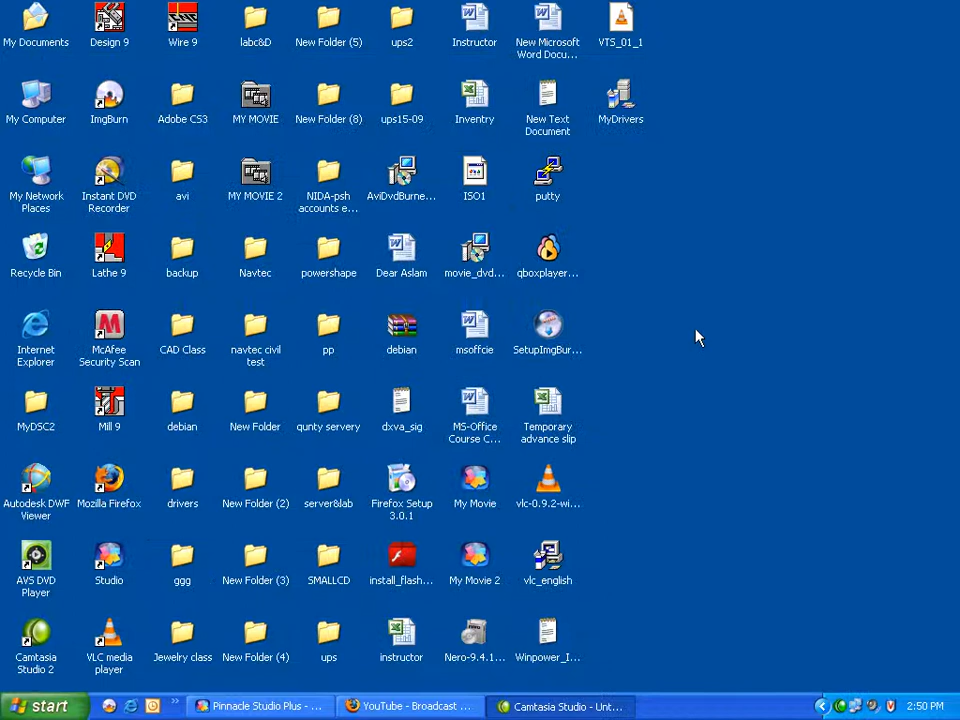 My Documents
Design 9
Wire 9
labc&D
New Folder (5)
ups2
Instructor
New Microsoft
Word Docu...
VTS_01_1
My Computer
ImgBurn
Adobe CS3
MY MOVIE
New Folder (8)
ups15-09
Inventry
New Text
Document
MyDrivers
My Network
Places
Instant DVD
Recorder
avi
MY MOVIE 2
NIDA-psh
accounts e...
AviDvdBurne...
ISO1
putty
Recycle Bin
Lathe 9
backup
Navtec
powershape
Dear Aslam
movie_dvd...
qboxplayer...
Internet
Explorer
McAfee
Security Scan
CAD Class
navtec civil
test
pp
debian
msoffcie
SetupImgBur...
MyDSC2
Mill 9
debian
New Folder
qunty servery
dxva_sig
MS-Office
Course C...
Temporary
advance slip
Autodesk DWF
Viewer
Mozilla Firefox
drivers
New Folder (2)
server&lab
Firefox Setup
3.0.1
My Movie
vlc-0.9.2-wi...
AVS DVD
Player
Studio
ggg
New Folder (3)
SMALLCD
install_flash...
My Movie 2
vlc_english
Camtasia
Studio 2
VLC media
player
Jewelry class
New Folder (4)
ups
instructor
Nero-9.4.1...
Winpower_I...
start
Pinnacle Studio Plus - ...
YouTube - Broadcast ...
Camtasia Studio - Unt...
2:50 PM